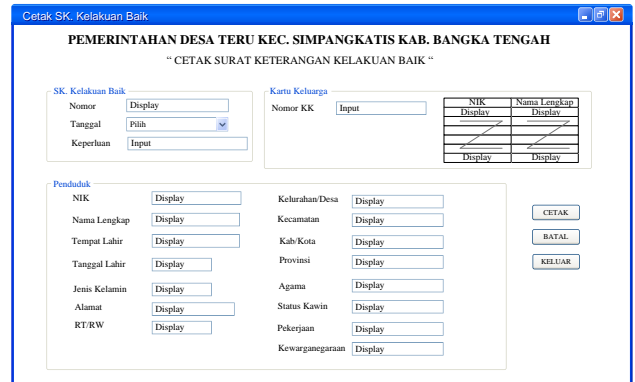 Cetak SK. Kelakuan Baik
PEMERINTAHAN DESA TERU KEC. SIMPANGKATIS KAB. BANGKA TENGAH
“ CETAK SURAT KETERANGAN KELAKUAN BAIK “
SK. Kelakuan Baik
Nomor Display
Tanggal Pilih
Keperluan Input
Kartu Keluarga
Nomor KK Input
NIK Nama Lengkap
Display Display
Display Display
Penduduk
NIK Display
Nama Lengkap Display
Tempat Lahir Display
Tanggal Lahir Display
Jenis Kelamin Display
Alamat Display
RT/RW Display
Kelurahan/Desa Display
Kecamatan Display
Kab/Kota Display
Provinsi Display
Agama Display
Status Kawin Display
Pekerjaan Display
Kewarganegaraan Display
CETAK
BATAL
KELUAR